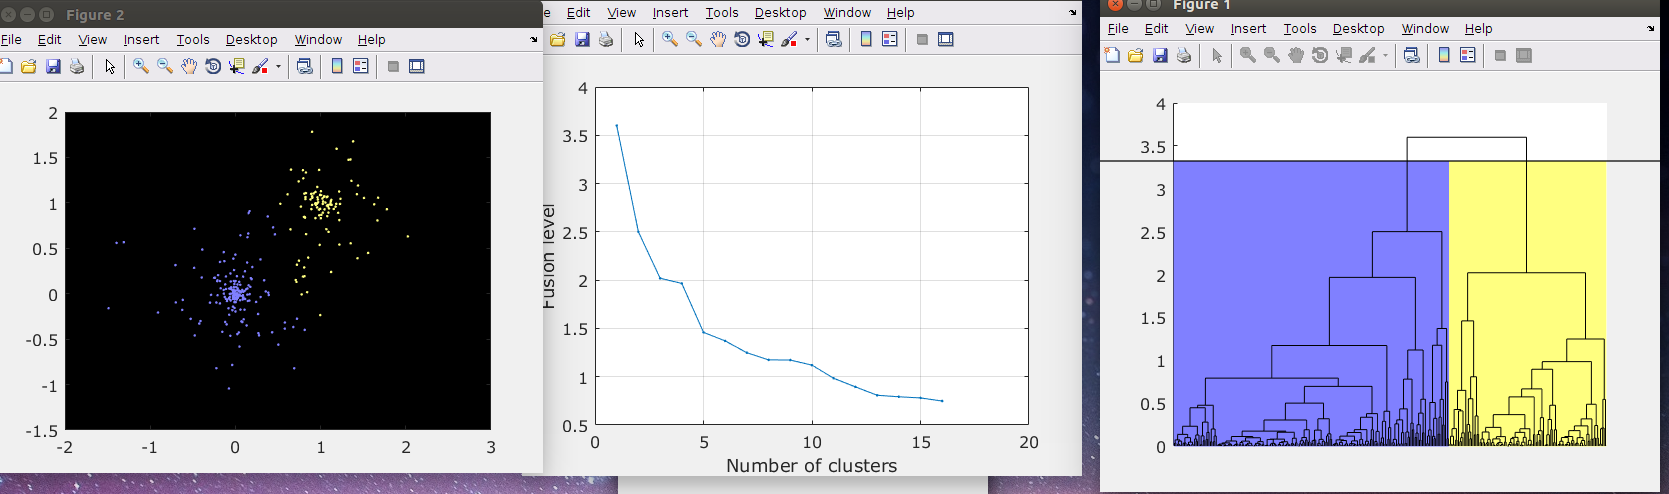 Figure 2
File Edit View Insert Tools Desktop Window Help
2
1.5
1
0.5
0
-0.5
-1
-1.5
-2 -1 0 1 2 3
Edit View Insert Tools Desktop Window Help
4
3.5
3
2.5
2
1.5
1
0.5
0 5 10 15 20
Fusion level
Number of clusters
Figure 1
File Edit View Insert Tools Desktop Window Help
4
3.5
3
2.5
2
1.5
1
0.5
0